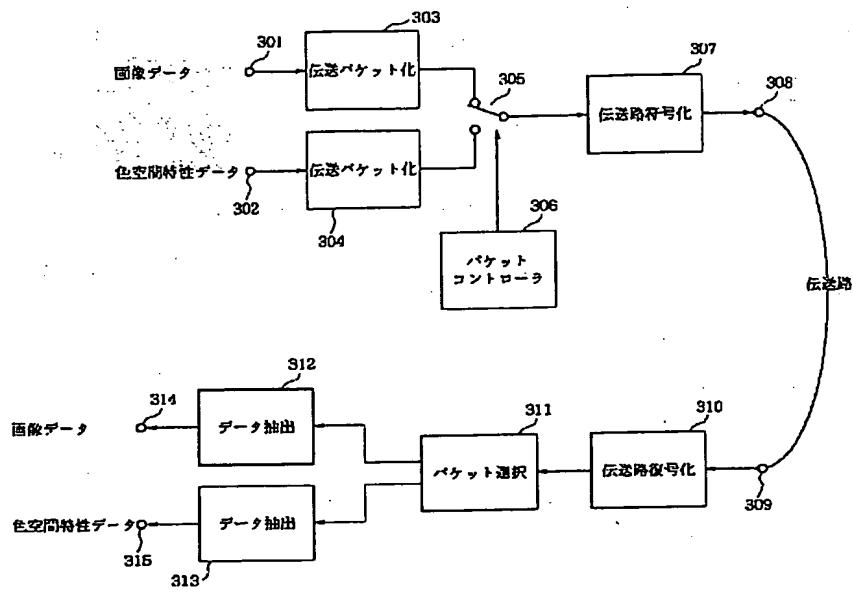 303
301
画像データ
伝送パケット化
305
307
308
伝送路符号化
色空間特性データ
302
伝送パケット化
304
306
パケット
コントローラ
伝送路
312
314
画像データ
データ抽出
311
310
パケット選択
伝送路復号化
309
色空間特性データ
315
データ抽出
313